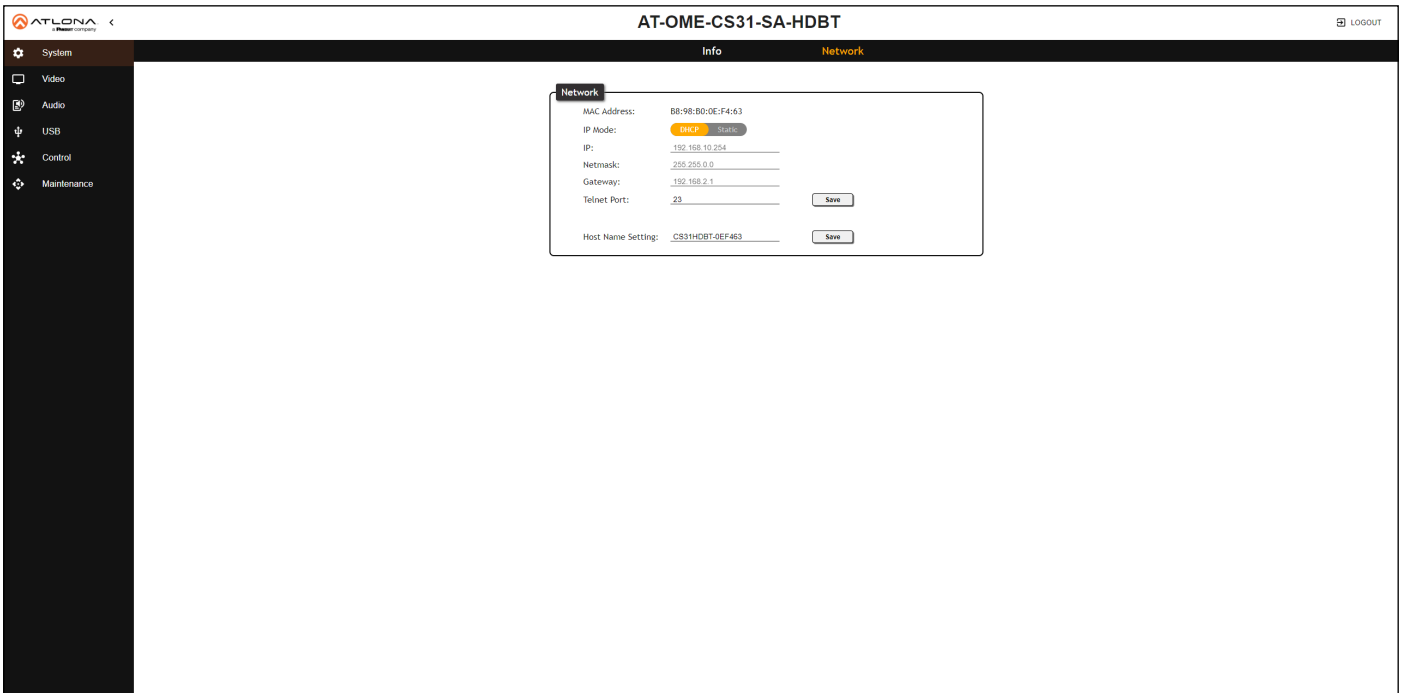 ATLONA
a Panduit company
AT-OME-CS31-SA-HDBT
LOGOUT
System
Video
Audio
USB
Control
Maintenance
Info Network
Network
MAC Address: B8:98:B0:0E:F4:63
IP Mode: DHCP Static
IP: 192.168.10.254
Netmask: 255.255.0.0
Gateway: 192.168.2.1
Telnet Port: 23 Save
Host Name Setting: CS31HDBT-0EF463 Save